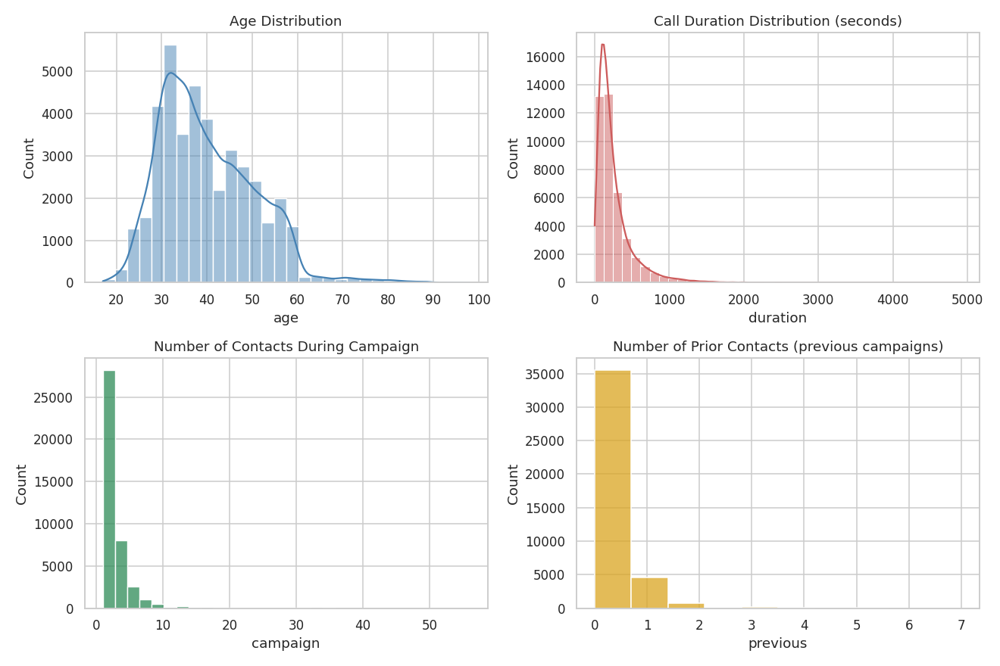 Age Distribution
5000
4000
3000
2000
1000
0
Count
20 30 40 50 60 70 80 90 100
age
Call Duration Distribution (seconds)
16000
14000
12000
10000
8000
6000
4000
2000
0
Count
0 1000 2000 3000 4000 5000
duration
Number of Contacts During Campaign
25000
20000
15000
10000
5000
0
Count
0 10 20 30 40 50
campaign
Number of Prior Contacts (previous campaigns)
35000
30000
25000
20000
15000
10000
5000
0
Count
0 1 2 3 4 5 6 7
previous